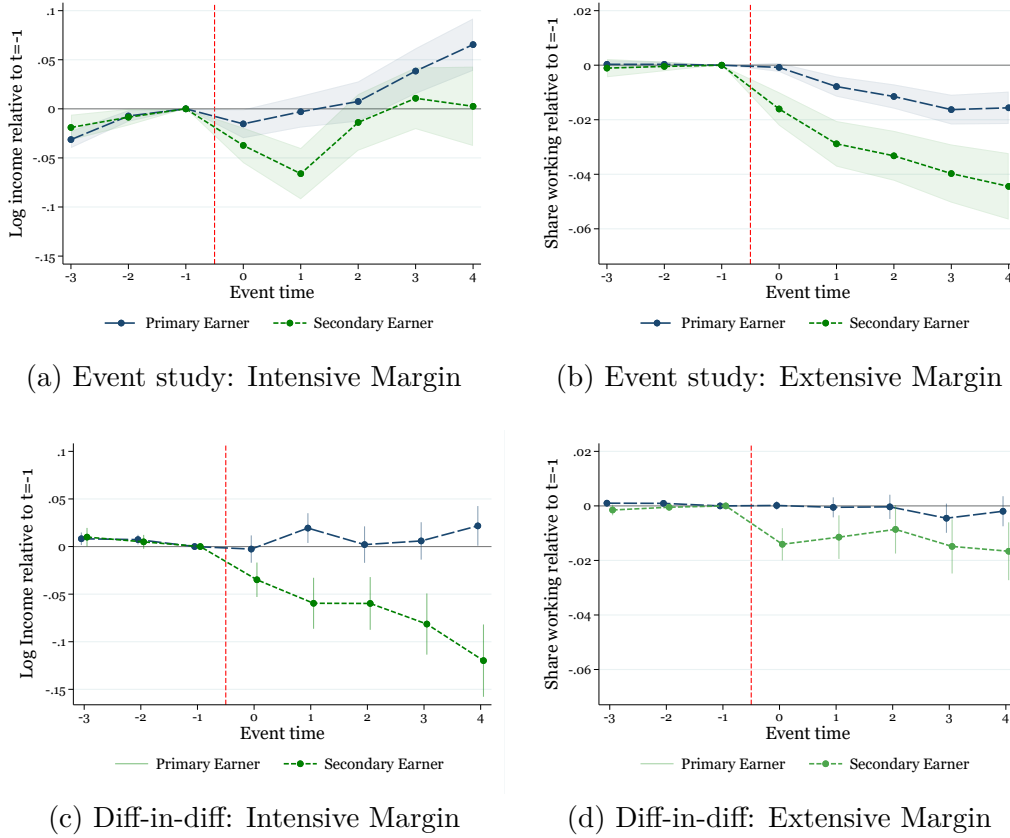 Log income relative to t=-1
.1
.05
0
-.05
-.1
-.15
-3 -2 -1 0 1 2 3 4
Event time
Primary Earner Secondary Earner
(a) Event study: Intensive Margin
Share working relative to t=-1
.02
0
-.02
-.04
-.06
-3 -2 -1 0 1 2 3 4
Event time
Primary Earner Secondary Earner
(b) Event study: Extensive Margin
Log Income relative to t=-1
.1
.05
0
-.05
-.1
-.15
-3 -2 -1 0 1 2 3 4
Event time
Primary Earner Secondary Earner
(c) Diff-in-diff: Intensive Margin
Share working relative to t=-1
.02
0
-.02
-.04
-.06
-3 -2 -1 0 1 2 3 4
Event time
Primary Earner Secondary Earner
(d) Diff-in-diff: Extensive Margin